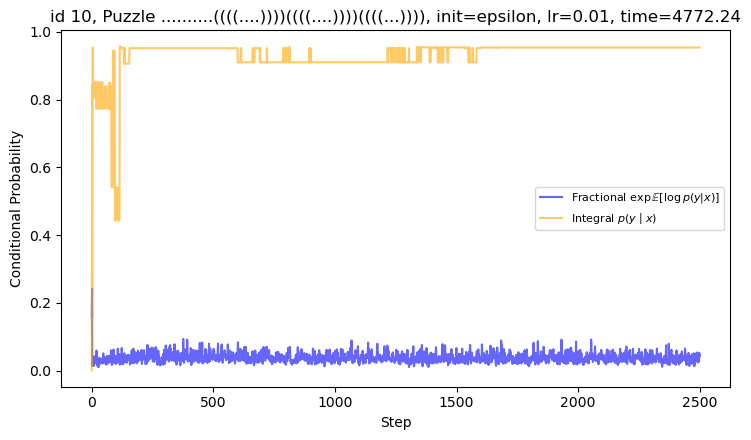 id 10, Puzzle ..........((((....))))((((....))))((((...)))), init=epsilon, lr=0.01, time=4772.24
1.0
0.8
0.6
0.4
0.2
0.0
Conditional Probability
Fractional exp𝔼[log p(y|x)]
Integral p(y | x)
0
500
1000
1500
2000
2500
Step